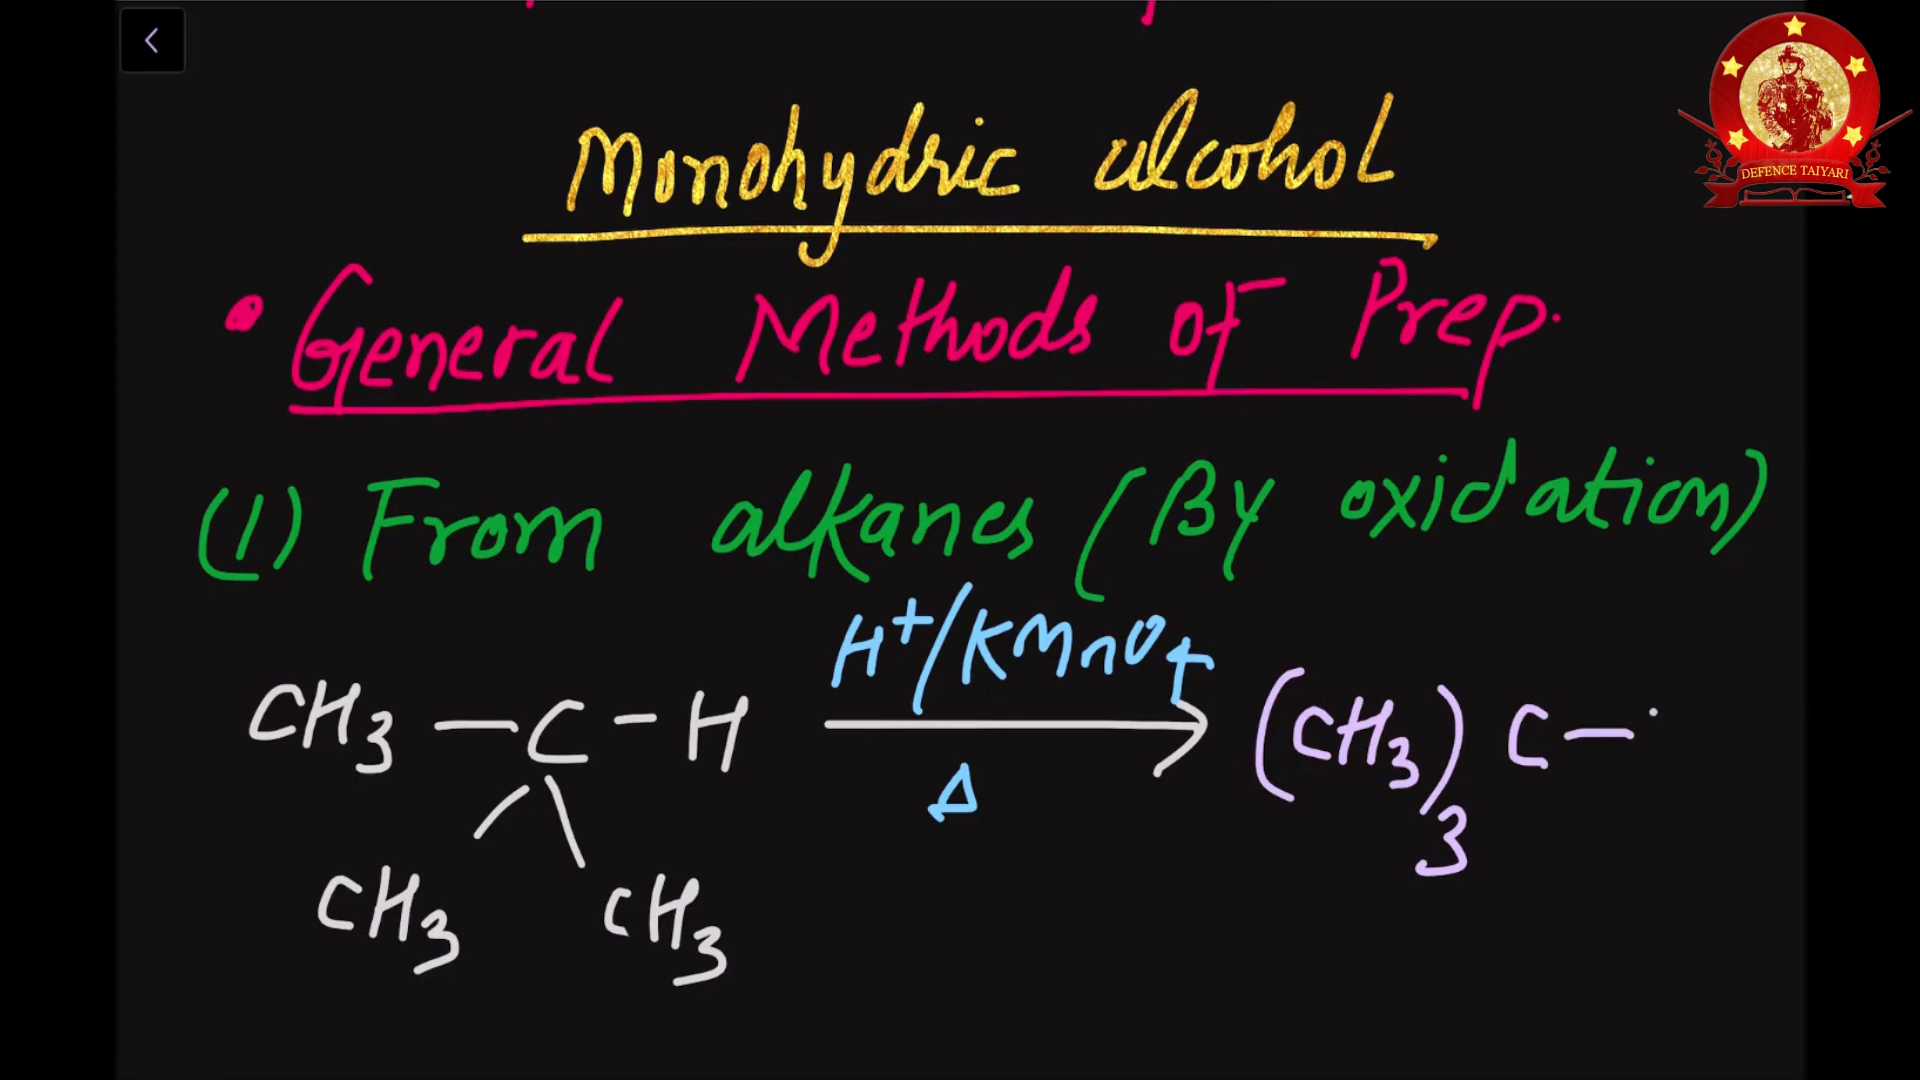 Monohydric alcohol
DEFENCE TAIYARI
• General Methods of Prep.
(1) From alkanes (By oxidation)
H+/KMnO4
CH3 — C — H → (CH3)3 C —
Δ
CH3 CH3